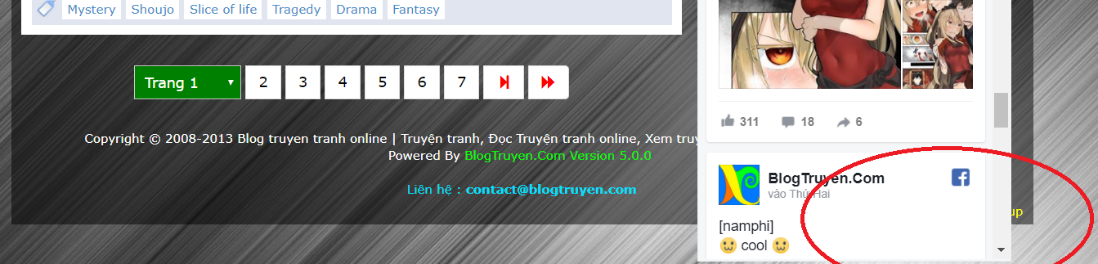 Mystery Shoujo Slice of life Tragedy Drama Fantasy
Trang 1 2 3 4 5 6 7
Copyright © 2008-2013 Blog truyen tranh online | Truyện tranh, Đọc Truyện tranh online, Xem
Powered By BlogTruyen.Com Version 5.0.0
Liên hệ : contact@blogtruyen.com
311 18 6
BlogTruyen.Com
vào Thứ Hai
[namphi]
cool
up